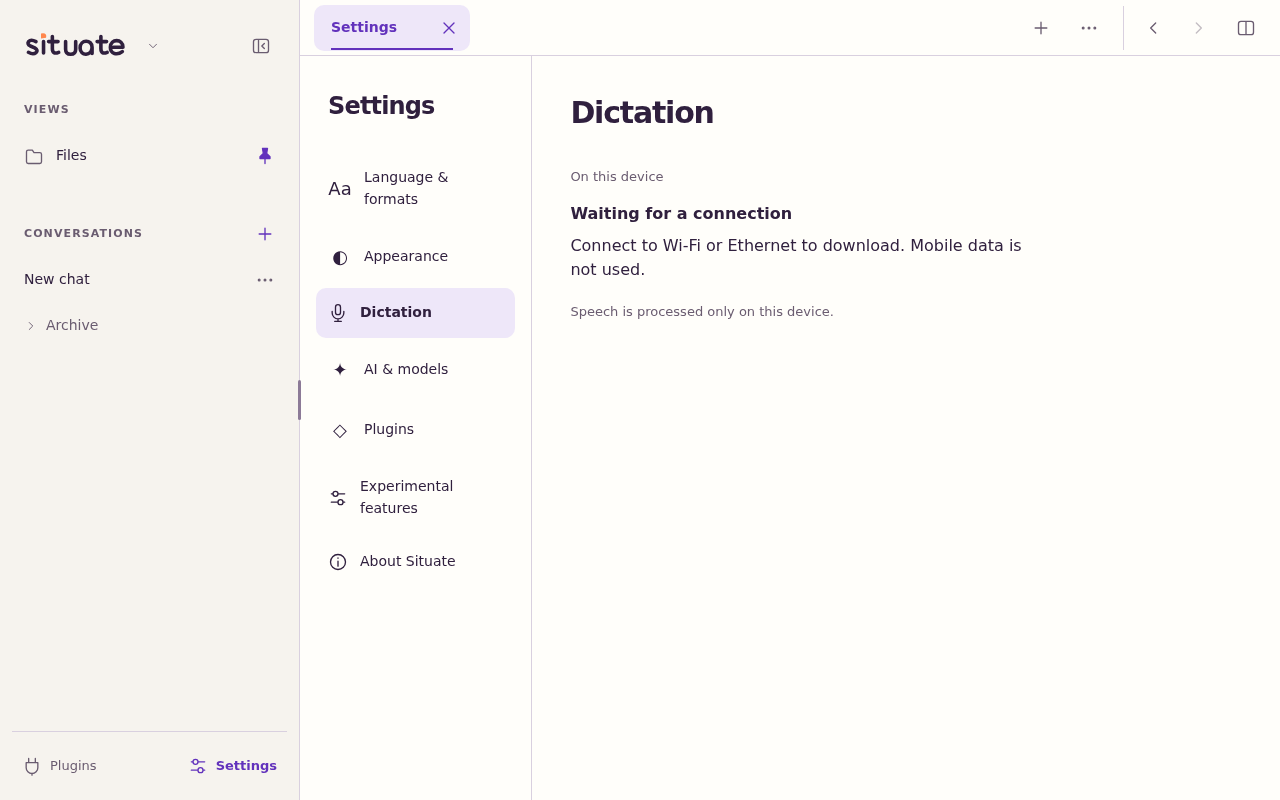 situate
VIEWS
Files
CONVERSATIONS
New chat
Archive
Plugins
Settings
Settings
Settings
Aa
Language &
formats
Appearance
Dictation
AI & models
Plugins
Experimental
features
About Situate
Dictation
On this device
Waiting for a connection
Connect to Wi-Fi or Ethernet to download. Mobile data is
not used.
Speech is processed only on this device.